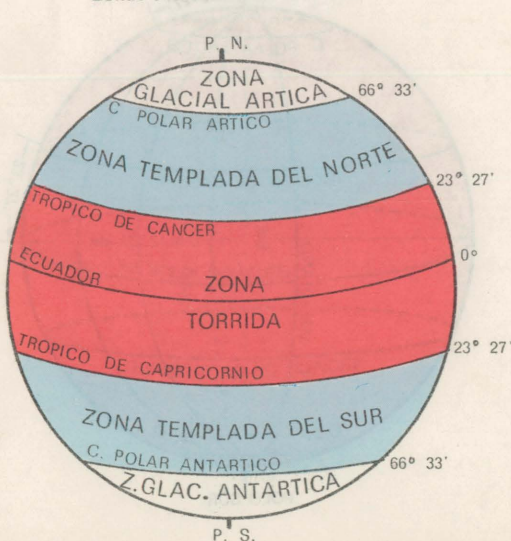 P. N.
ZONA
GLACIAL ARTICA
66° 33'
C POLAR ARTICO
ZONA TEMPLADA DEL NORTE
23° 27'
TROPICO DE CANCER
ECUADOR
0°
ZONA
TORRIDA
TROPICO DE CAPRICORNIO
23° 27'
ZONA TEMPLADA DEL SUR
C. POLAR ANTARTICO
66° 33'
Z. GLAC. ANTARTICA
P. S.